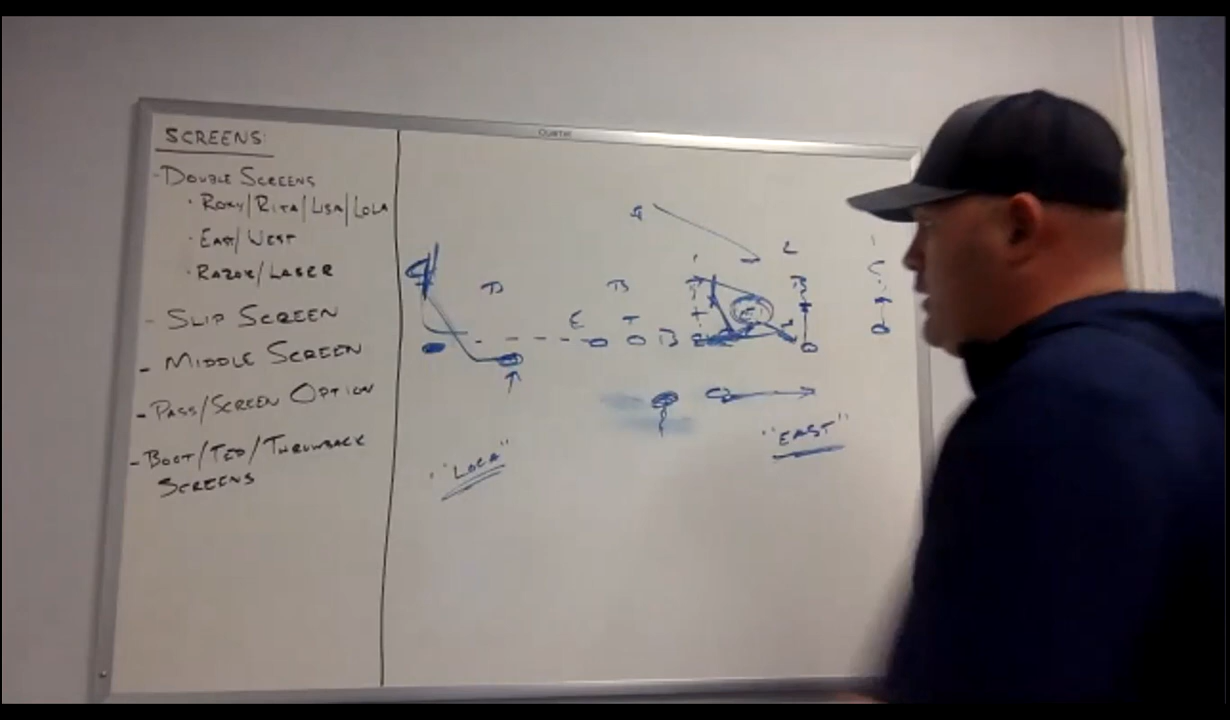 SCREENS:
- DOUBLE SCREENS
• ROXY/RITA/LISA/LOLA
• EAST/WEST
• RAZOR/LASER
- SLIP SCREEN
- MIDDLE SCREEN
- PASS/SCREEN OPTION
- BOOT/TED/THROWBACK
SCREENS
Quartet
E T
"LOLA"
"EAST"